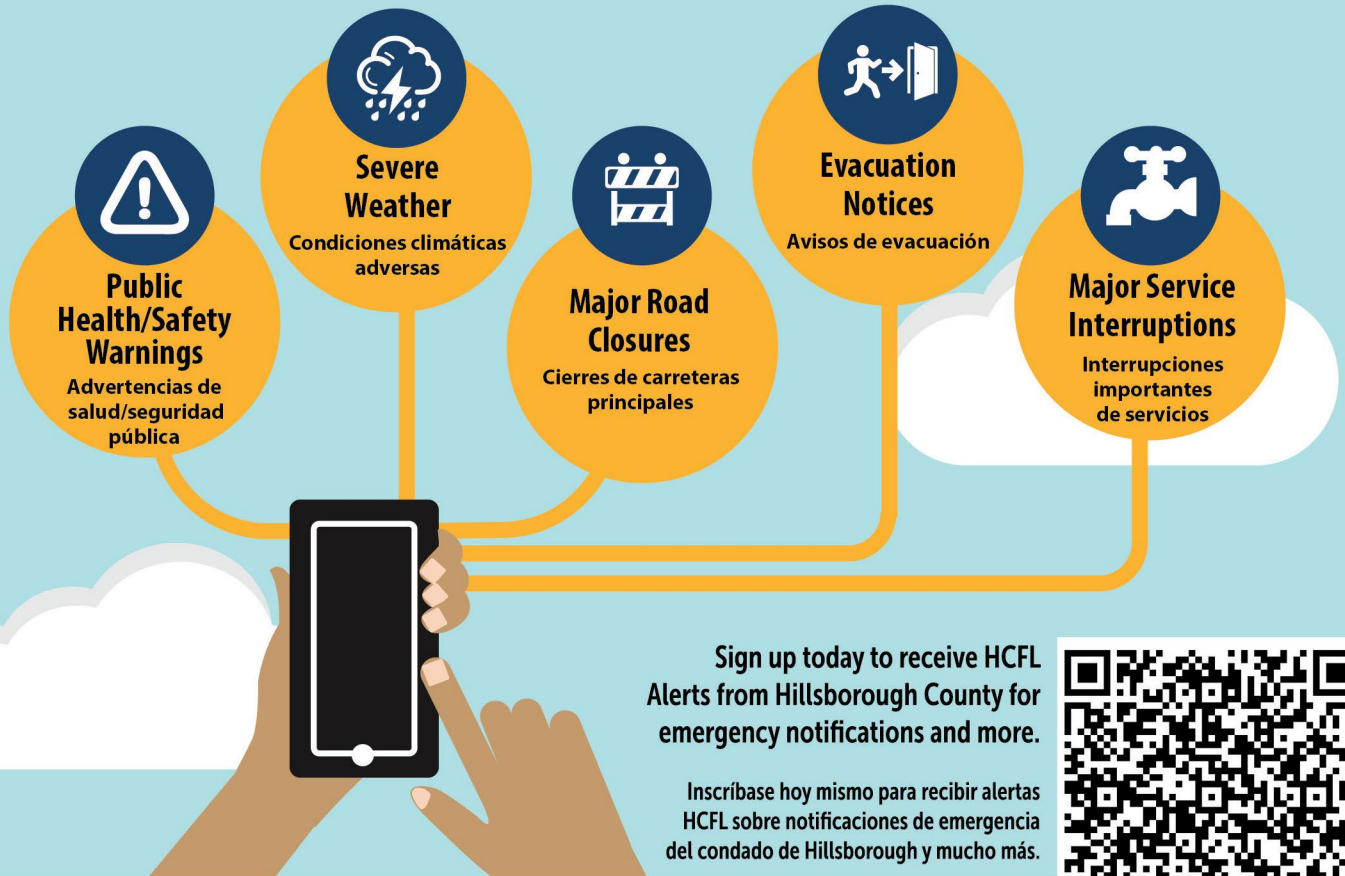 Public
Health/Safety
Warnings
Advertencias de
salud/seguridad
pública
Severe
Weather
Condiciones climáticas
adversas
Major Road
Closures
Cierres de carreteras
principales
Evacuation
Notices
Avisos de evacuación
Major Service
Interruptions
Interrupciones
importantes
de servicios
Sign up today to receive HCFL
Alerts from Hillsborough County for
emergency notifications and more.
Inscríbase hoy mismo para recibir alertas
HCFL sobre notificaciones de emergencia
del condado de Hillsborough y mucho más.